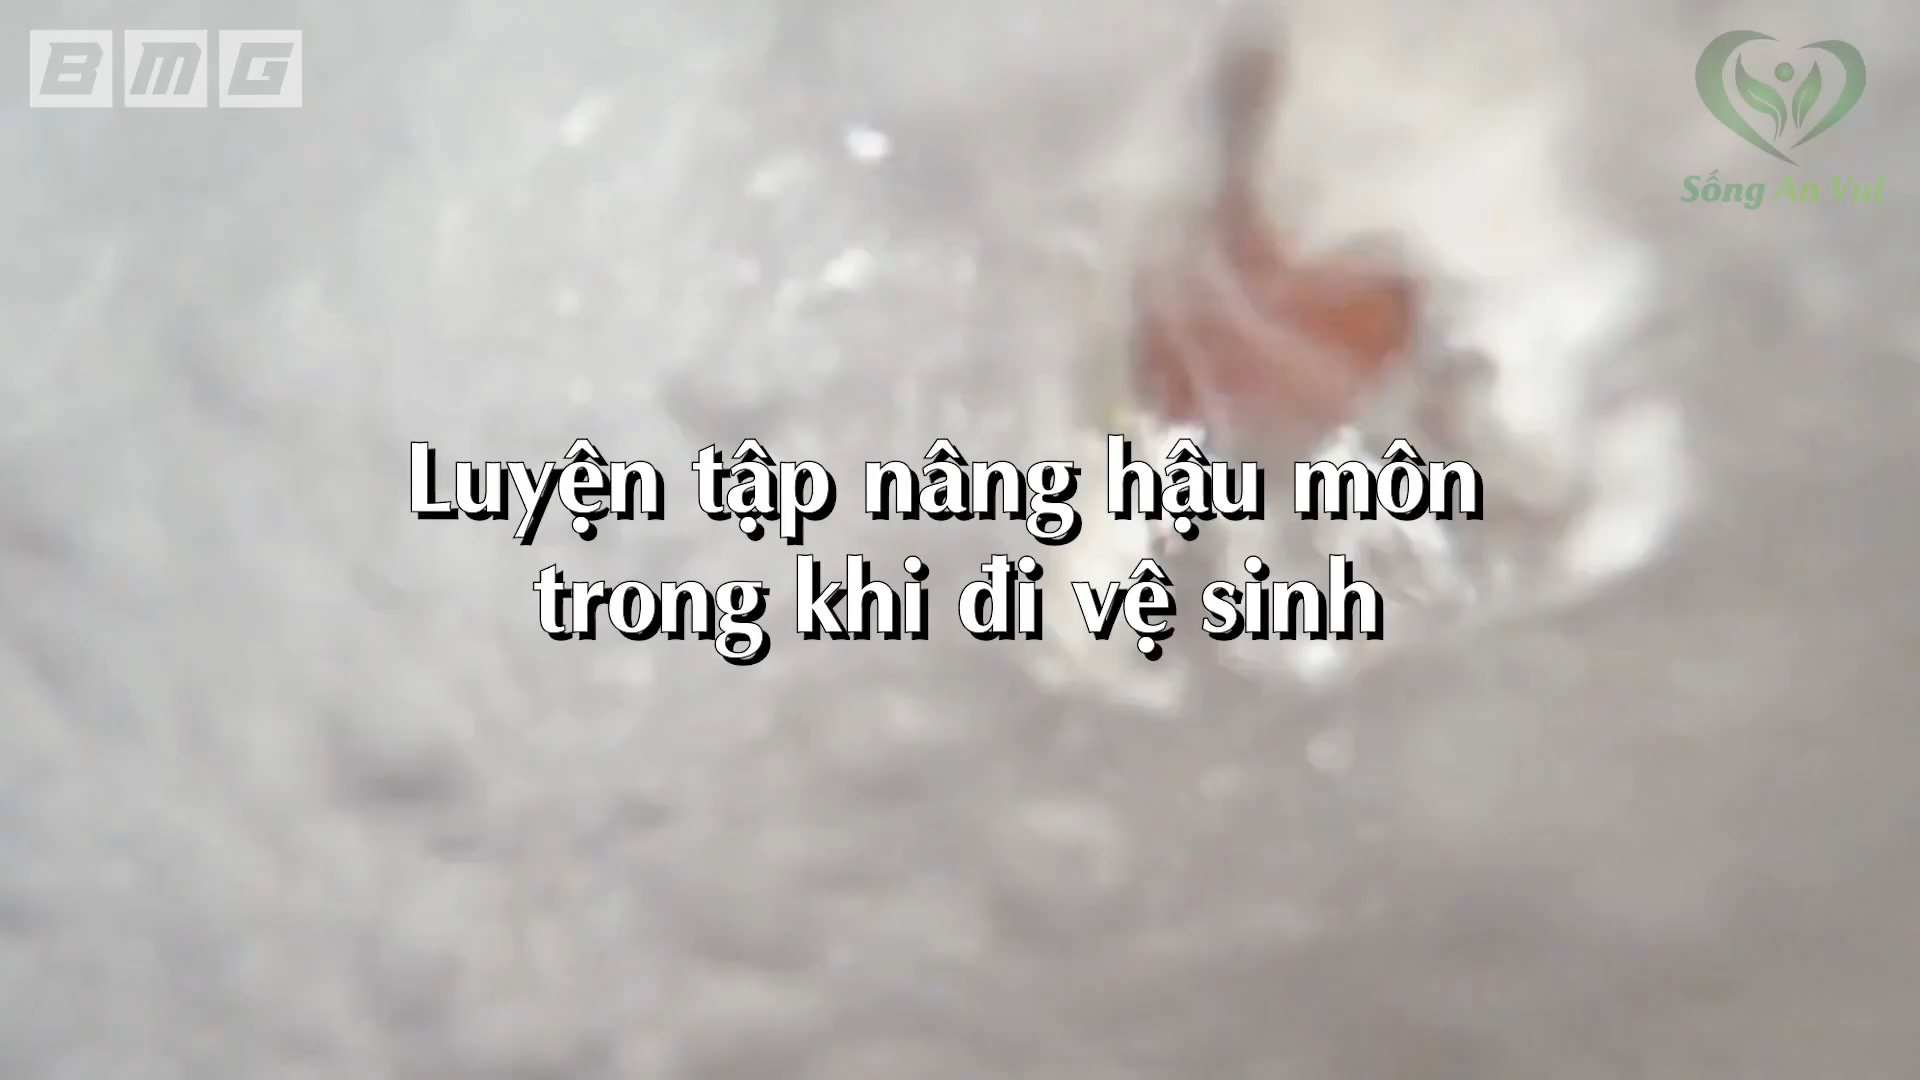 BMG
Sống An Vui
Luyện tập nâng hậu môn
trong khi đi vệ sinh